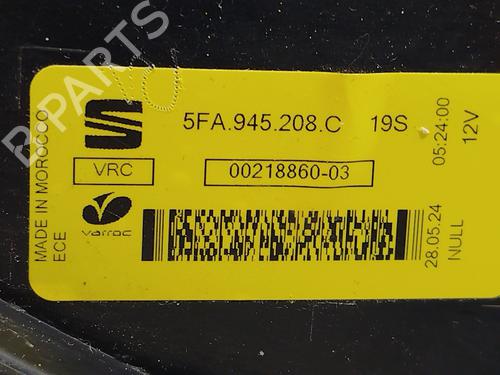 5FA.945.208.C 19S
VRC
00218860-03
varroc
MADE IN MOROCCO
ECE
05:24:00
12V
28.05.24
NULL
B-PARTS